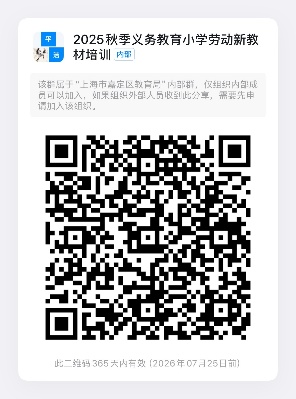 平
洁
2025秋季义务教育小学劳动新教
材培训 内部
该群属于“上海市嘉定区教育局”内部群，仅组织内部成
员可以加入，如果组织外部人员收到此分享，需要先申
请加入该组织。
此二维码365天内有效 (2026年07月25日前)